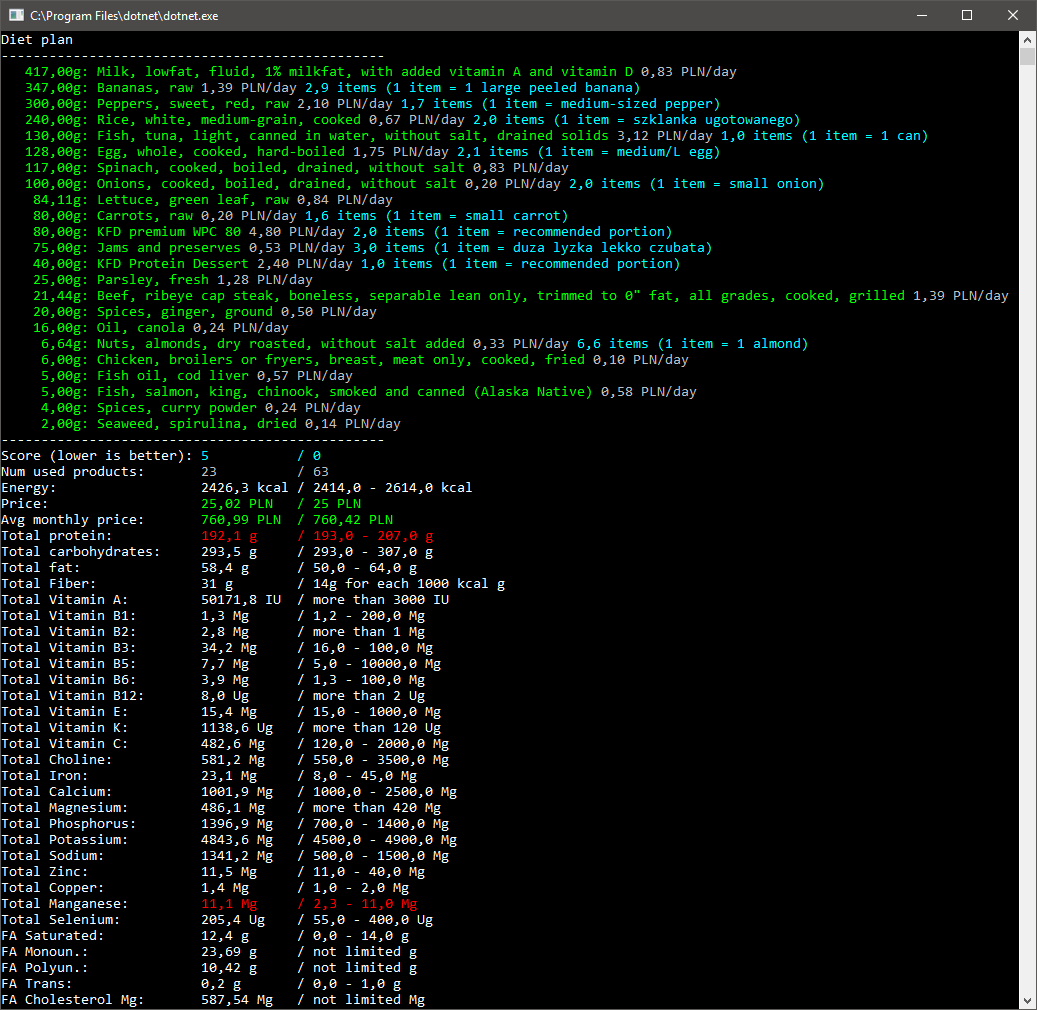 C:\Program Files\dotnet\dotnet.exe
Diet plan
------------------------------------------------
417,00g: Milk, lowfat, fluid, 1% milkfat, with added vitamin A and vitamin D 0,83 PLN/day
347,00g: Bananas, raw 1,39 PLN/day 2,9 items (1 item = 1 large peeled banana)
300,00g: Peppers, sweet, red, raw 2,10 PLN/day 1,7 items (1 item = medium-sized pepper)
240,00g: Rice, white, medium-grain, cooked 0,67 PLN/day 2,0 items (1 item = szklanka ugotowanego)
130,00g: Fish, tuna, light, canned in water, without salt, drained solids 3,12 PLN/day 1,0 items (1 item = 1 can)
128,00g: Egg, whole, cooked, hard-boiled 1,75 PLN/day 2,1 items (1 item = medium/L egg)
117,00g: Spinach, cooked, boiled, drained, without salt 0,83 PLN/day
100,00g: Onions, cooked, boiled, drained, without salt 0,20 PLN/day 2,0 items (1 item = small onion)
84,11g: Lettuce, green leaf, raw 0,84 PLN/day
80,00g: Carrots, raw 0,20 PLN/day 1,6 items (1 item = small carrot)
80,00g: KFD premium WPC 80 4,80 PLN/day 2,0 items (1 item = recommended portion)
75,00g: Jams and preserves 0,53 PLN/day 3,0 items (1 item = duza lyzka lekko czubata)
40,00g: KFD Protein Dessert 2,40 PLN/day 1,0 items (1 item = recommended portion)
25,00g: Parsley, fresh 1,28 PLN/day
21,44g: Beef, ribeye cap steak, boneless, separable lean only, trimmed to 0" fat, all grades, cooked, grilled 1,39 PLN/day
20,00g: Spices, ginger, ground 0,50 PLN/day
16,00g: Oil, canola 0,24 PLN/day
6,64g: Nuts, almonds, dry roasted, without salt added 0,33 PLN/day 6,6 items (1 item = 1 almond)
6,00g: Chicken, broilers or fryers, breast, meat only, cooked, fried 0,10 PLN/day
5,00g: Fish oil, cod liver 0,57 PLN/day
5,00g: Fish, salmon, king, chinook, smoked and canned (Alaska Native) 0,58 PLN/day
4,00g: Spices, curry powder 0,24 PLN/day
2,00g: Seaweed, spirulina, dried 0,14 PLN/day
------------------------------------------------
Score (lower is better): 5 / 0
Num used products: 23 / 63
Energy: 2426,3 kcal / 2414,0 - 2614,0 kcal
Price: 25,02 PLN / 25 PLN
Avg monthly price: 760,99 PLN / 760,42 PLN
Total protein: 192,1 g / 193,0 - 207,0 g
Total carbohydrates: 293,5 g / 293,0 - 307,0 g
Total fat: 58,4 g / 50,0 - 64,0 g
Total Fiber: 31 g / 14g for each 1000 kcal g
Total Vitamin A: 50171,8 IU / more than 3000 IU
Total Vitamin B1: 1,3 Mg / 1,2 - 200,0 Mg
Total Vitamin B2: 2,8 Mg / more than 1 Mg
Total Vitamin B3: 34,2 Mg / 16,0 - 100,0 Mg
Total Vitamin B5: 7,7 Mg / 5,0 - 10000,0 Mg
Total Vitamin B6: 3,9 Mg / 1,3 - 100,0 Mg
Total Vitamin B12: 8,0 Ug / more than 2 Ug
Total Vitamin E: 15,4 Mg / 15,0 - 1000,0 Mg
Total Vitamin K: 1138,6 Ug / more than 120 Ug
Total Vitamin C: 482,6 Mg / 120,0 - 2000,0 Mg
Total Choline: 581,2 Mg / 550,0 - 3500,0 Mg
Total Iron: 23,1 Mg / 8,0 - 45,0 Mg
Total Calcium: 1001,9 Mg / 1000,0 - 2500,0 Mg
Total Magnesium: 486,1 Mg / more than 420 Mg
Total Phosphorus: 1396,9 Mg / 700,0 - 1400,0 Mg
Total Potassium: 4843,6 Mg / 4500,0 - 4900,0 Mg
Total Sodium: 1341,2 Mg / 500,0 - 1500,0 Mg
Total Zinc: 11,5 Mg / 11,0 - 40,0 Mg
Total Copper: 1,4 Mg / 1,0 - 2,0 Mg
Total Manganese: 11,1 Mg / 2,3 - 11,0 Mg
Total Selenium: 205,4 Ug / 55,0 - 400,0 Ug
FA Saturated: 12,4 g / 0,0 - 14,0 g
FA Monoun.: 23,69 g / not limited g
FA Polyun.: 10,42 g / not limited g
FA Trans: 0,2 g / 0,0 - 1,0 g
FA Cholesterol Mg: 587,54 Mg / not limited Mg